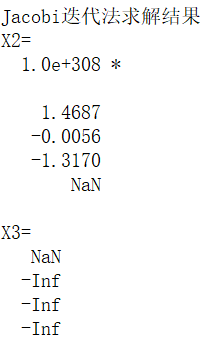 Jacobi迭代法求解结果
X2=
1.0e+308 *
1.4687
-0.0056
-1.3170
NaN
X3=
NaN
-Inf
-Inf
-Inf